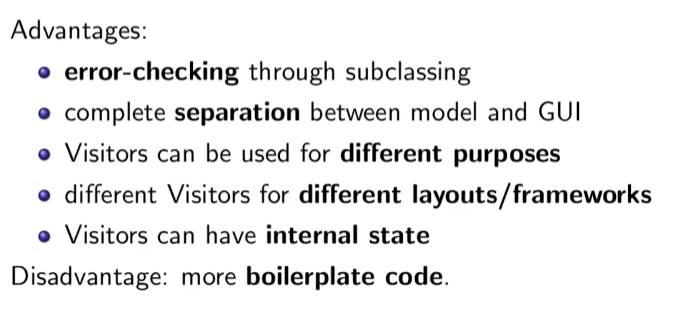 Advantages:
error-checking through subclassing
complete separation between model and GUI
Visitors can be used for different purposes
different Visitors for different layouts/frameworks
Visitors can have internal state
Disadvantage: more boilerplate code.